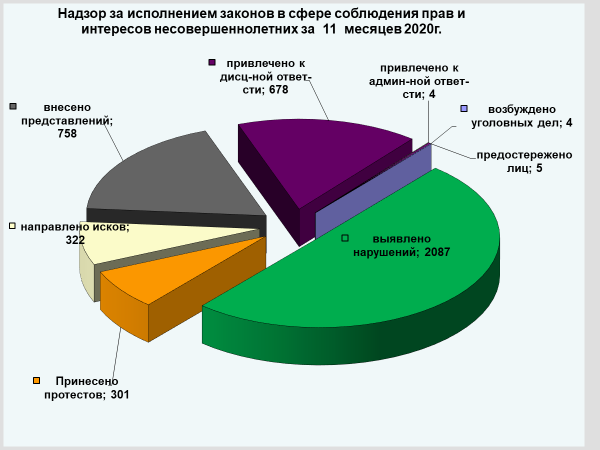 Надзор за исполнением законов в сфере соблюдения прав и
интересов несовершеннолетних за 11 месяцев 2020г.
привлечено к
дисц-ной ответ-
сти; 678
привлечено к
админ-ной ответ-
сти; 4
внесено
представлений;
758
возбуждено
уголовных дел; 4
предостережено
лиц; 5
направлено исков;
322
выявлено
нарушений; 2087
Принесено
протестов; 301